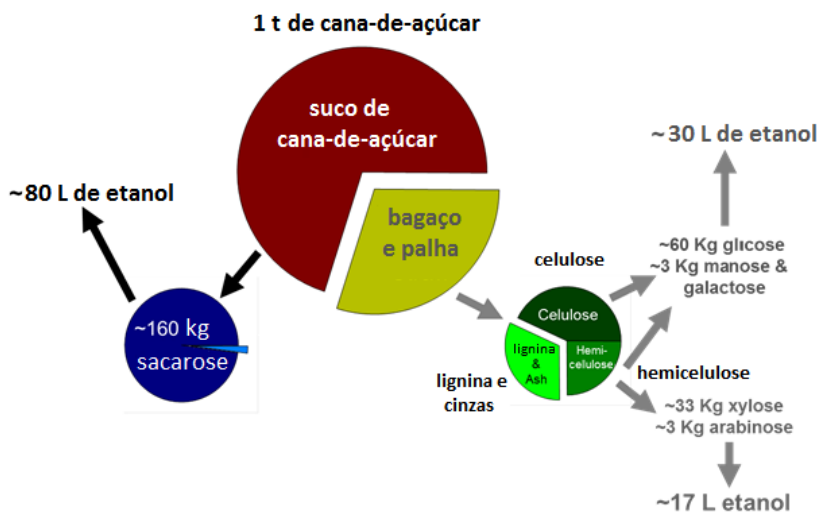 1 t de cana-de-açúcar
suco de
cana-de-açúcar
~80 L de etanol
~160 kg
sacarose
bagaço
e palha
celulose
Celulose
lignina
& Ash
Hemi-
celulose
lignina e
cinzas
hemicelulose
~ 30 L de etanol
~60 Kg glicose
~3 Kg manose &
galactose
~33 Kg xylose
~3 Kg arabinose
~17 L etanol